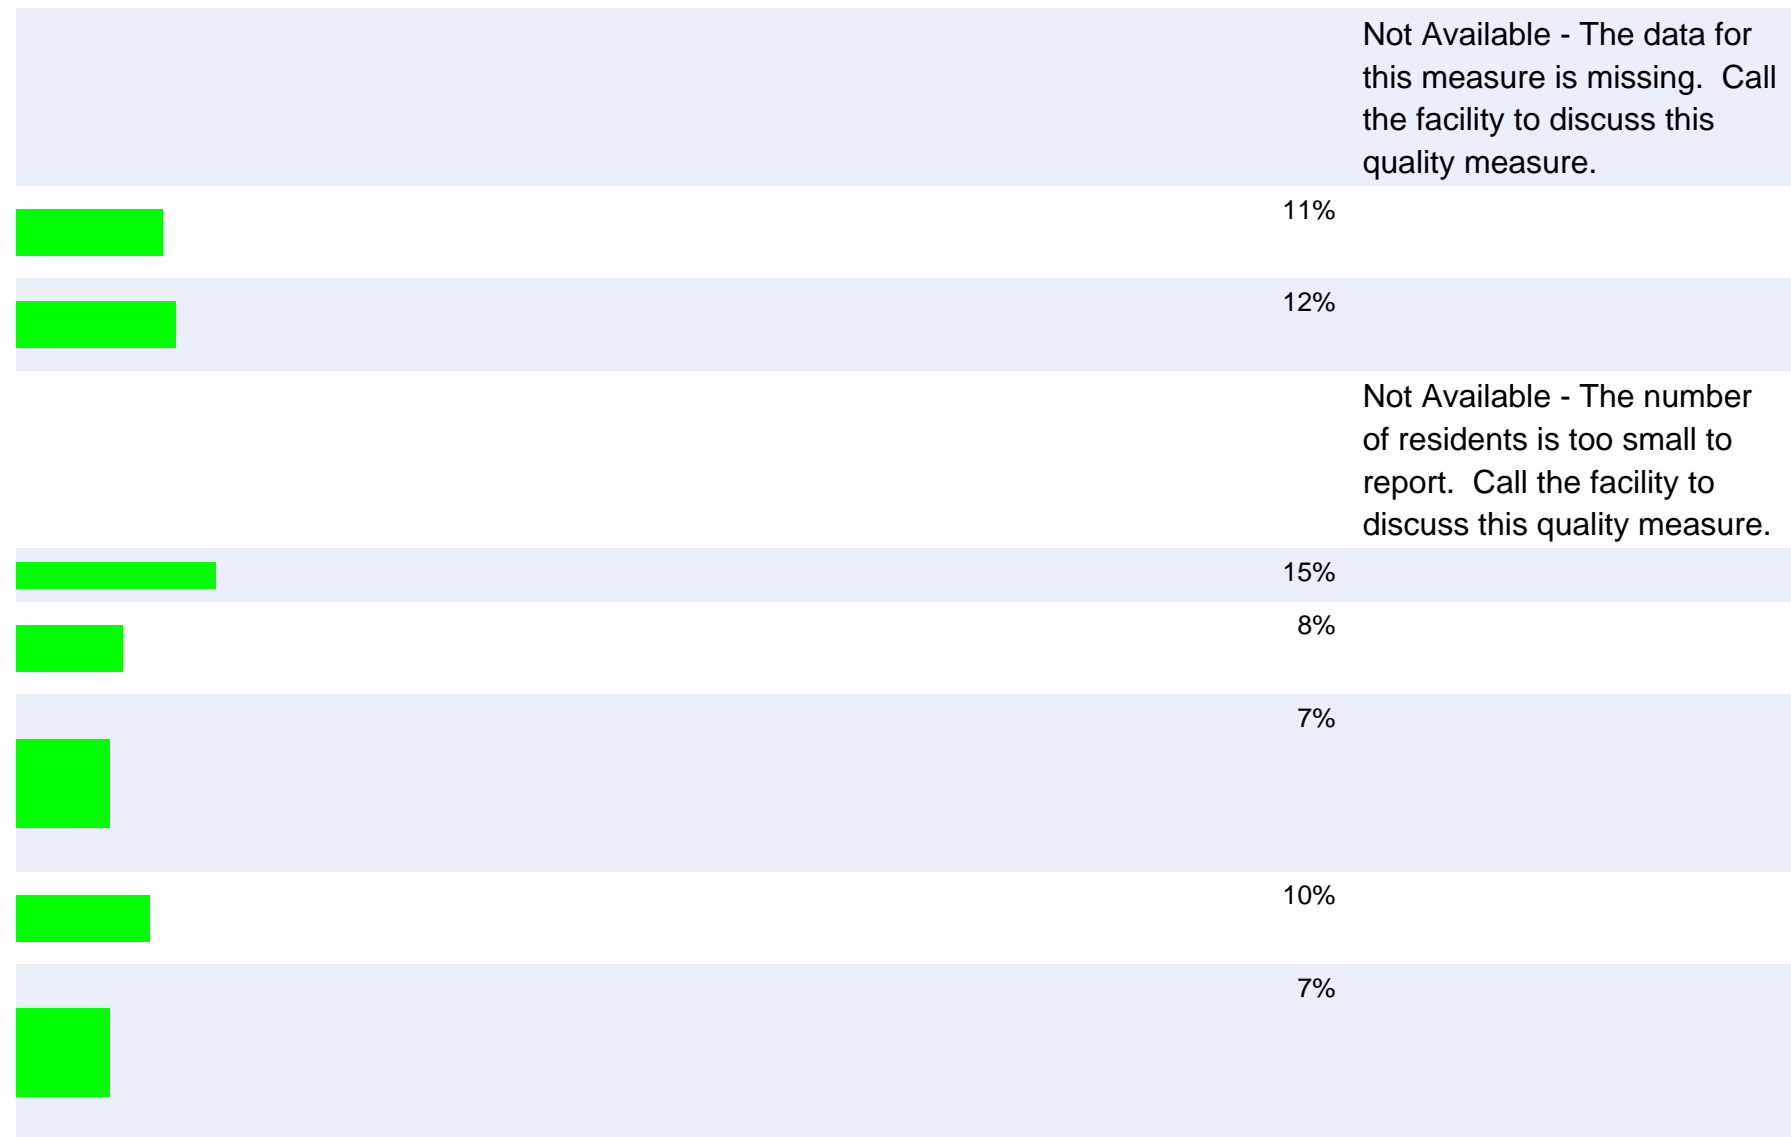 Not Available - The data for
this measure is missing.  Call
the facility to discuss this
quality measure.
11%
12%
Not Available - The number
of residents is too small to
report.  Call the facility to
discuss this quality measure.
15%
8%
7%
10%
7%